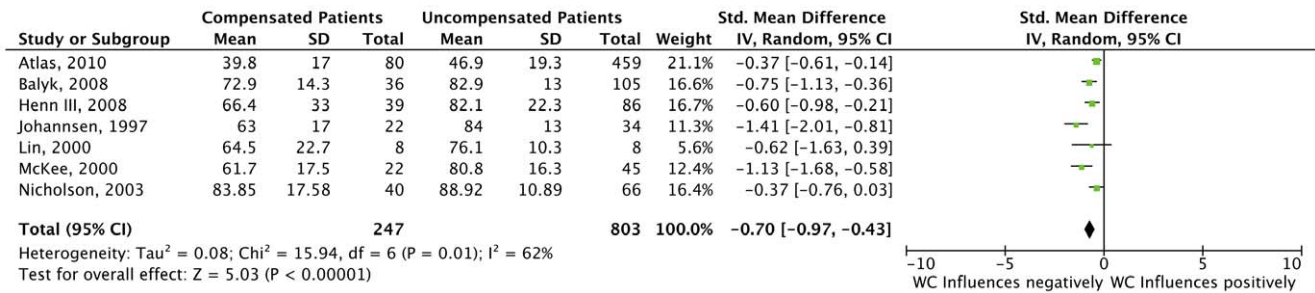 Compensated Patients Uncompensated Patients Std. Mean Difference Std. Mean Difference
Study or Subgroup Mean SD Total Mean SD Total Weight IV, Random, 95% CI IV, Random, 95% CI
Atlas, 2010 39.8 17 80 46.9 19.3 459 21.1% −0.37 [−0.61, −0.14]
Balyk, 2008 72.9 14.3 36 82.9 13 105 16.6% −0.75 [−1.13, −0.36]
Henn III, 2008 66.4 33 39 82.1 22.3 86 16.7% −0.60 [−0.98, −0.21]
Johannsen, 1997 63 17 22 84 13 34 11.3% −1.41 [−2.01, −0.81]
Lin, 2000 64.5 22.7 8 76.1 10.3 8 5.6% −0.62 [−1.63, 0.39]
McKee, 2000 61.7 17.5 22 80.8 16.3 45 12.4% −1.13 [−1.68, −0.58]
Nicholson, 2003 83.85 17.58 40 88.92 10.89 66 16.4% −0.37 [−0.76, 0.03]
Total (95% CI) 247 803 100.0% −0.70 [−0.97, −0.43]
Heterogeneity: Tau² = 0.08; Chi² = 15.94, df = 6 (P = 0.01); I² = 62%
Test for overall effect: Z = 5.03 (P < 0.00001)
−10 −5 0 5 10
WC Influences negatively WC Influences positively